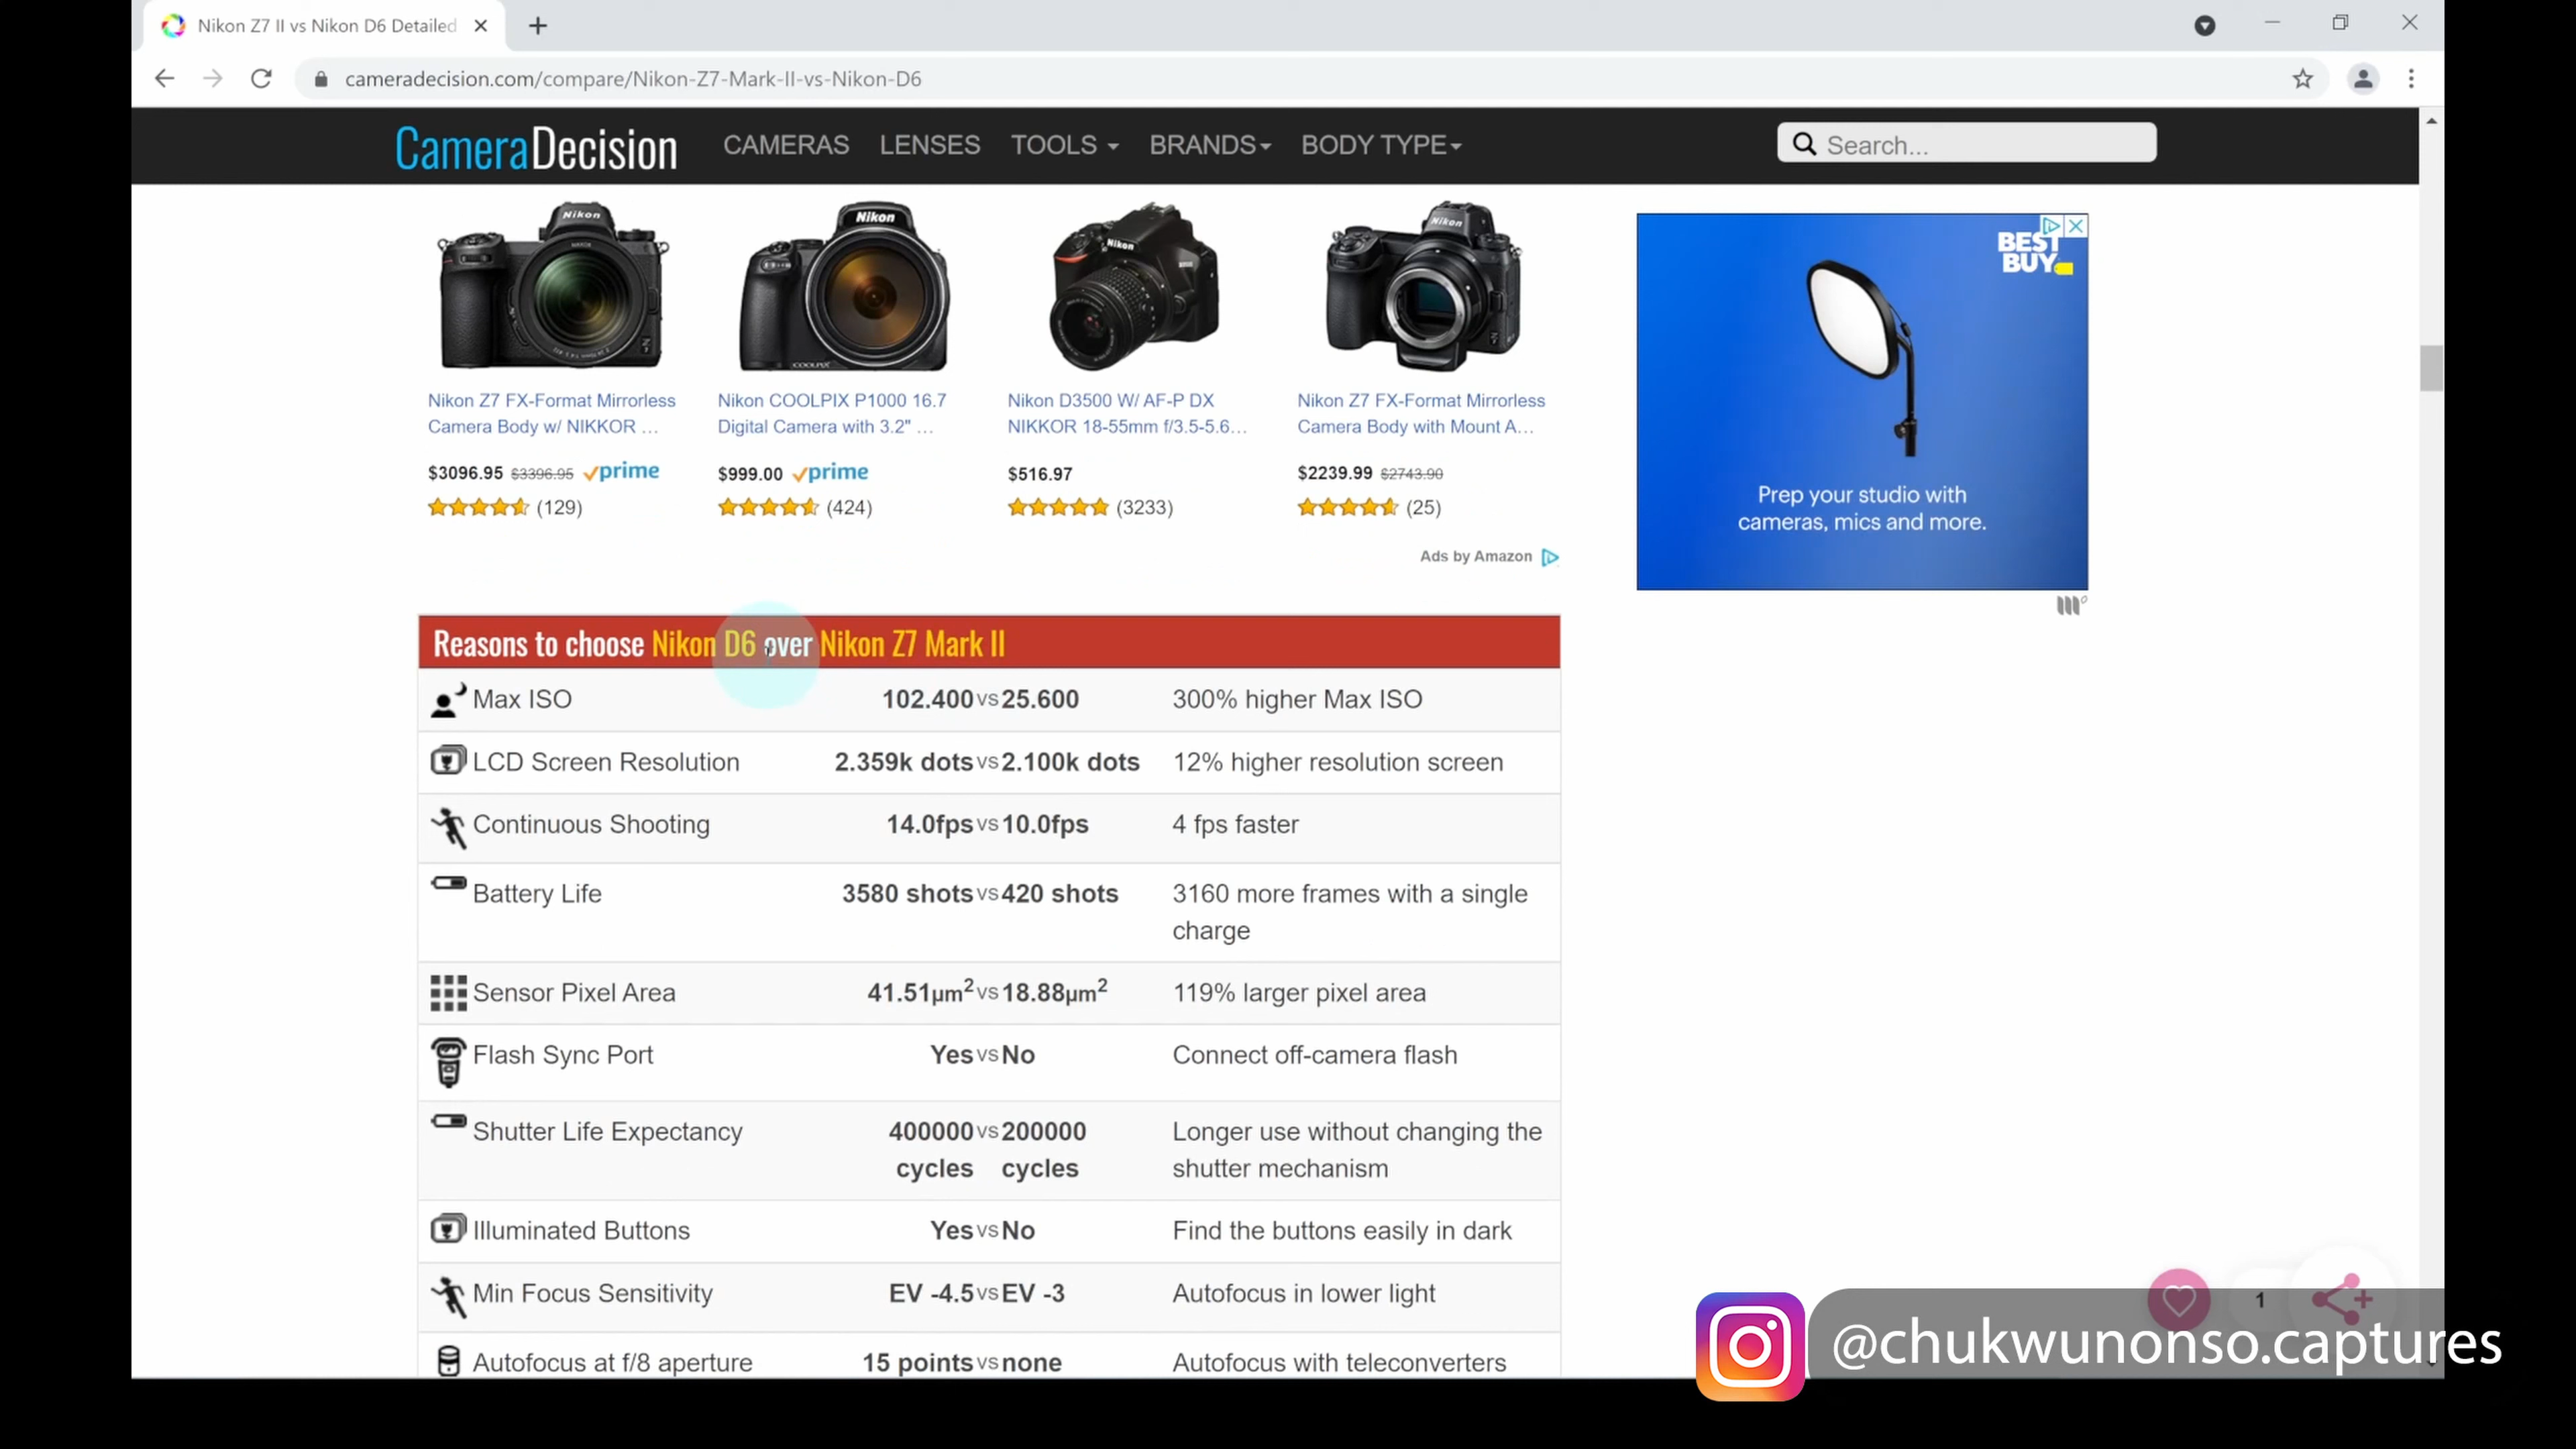 Nikon Z7 II vs Nikon D6 Detailed
cameradecision.com/compare/Nikon-Z7-Mark-II-vs-Nikon-D6
CameraDecision CAMERAS LENSES TOOLS BRANDS BODY TYPE Search...
Nikon Nikon Nikon Nikon
COOLPIX
BEST
BUY
Nikon Z7 FX-Format Mirrorless
Camera Body w/ NIKKOR ...
$3096.95 $3396.95 prime
(129)
Nikon COOLPIX P1000 16.7
Digital Camera with 3.2" ...
$999.00 prime
(424)
Nikon D3500 W/ AF-P DX
NIKKOR 18-55mm f/3.5-5.6...
$516.97
(3233)
Nikon Z7 FX-Format Mirrorless
Camera Body with Mount A...
$2239.99 $2743.90
(25)
Prep your studio with
cameras, mics and more.
Ads by Amazon
Reasons to choose Nikon D6 over Nikon Z7 Mark II
Max ISO 102.400 vs 25.600 300% higher Max ISO
LCD Screen Resolution 2.359k dots vs 2.100k dots 12% higher resolution screen
Continuous Shooting 14.0fps vs 10.0fps 4 fps faster
Battery Life 3580 shots vs 420 shots 3160 more frames with a single
charge
Sensor Pixel Area 41.51µm² vs 18.88µm² 119% larger pixel area
Flash Sync Port Yes vs No Connect off-camera flash
Shutter Life Expectancy 400000 vs 200000 Longer use without changing the
cycles cycles shutter mechanism
Illuminated Buttons Yes vs No Find the buttons easily in dark
Min Focus Sensitivity EV -4.5 vs EV -3 Autofocus in lower light
Autofocus at f/8 aperture 15 points vs none Autofocus with teleconverters
1
@chukwunonso.captures